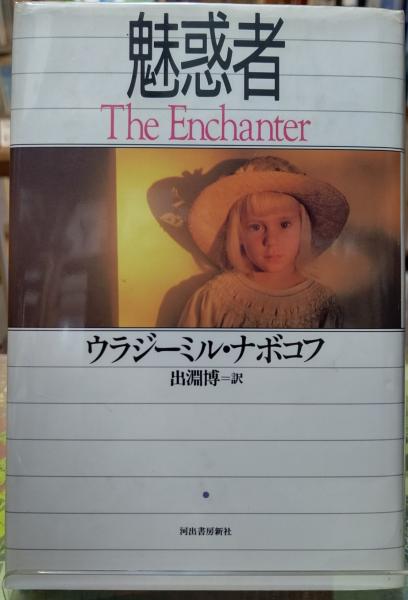 魅惑者
The Enchanter
ウラジーミル・ナボコフ
出淵博=訳
河出書房新社